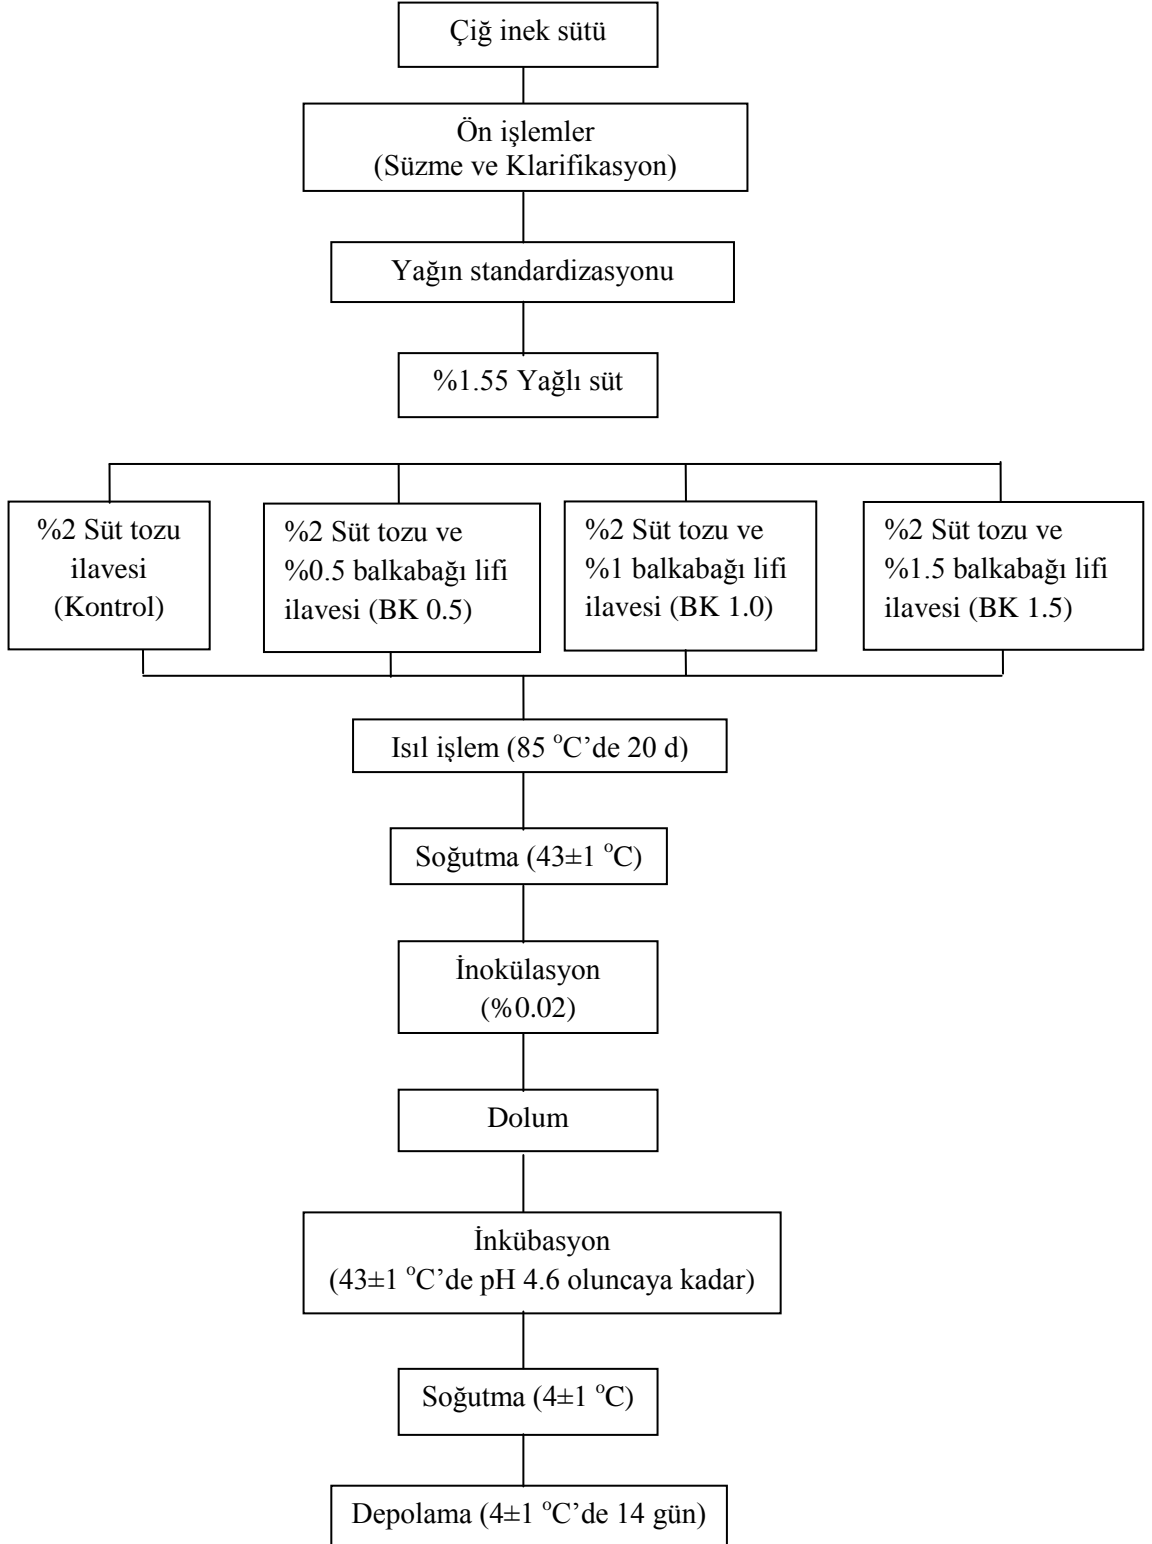 Çiğ inek sütü
Ön işlemler
(Süzme ve Klarifikasyon)
Yağın standardizasyonu
%1.55 Yağlı süt
%2 Süt tozu
ilavesi
(Kontrol)
%2 Süt tozu ve
%0.5 balkabağı lifi
ilavesi (BK 0.5)
%2 Süt tozu ve
%1 balkabağı lifi
ilavesi (BK 1.0)
%2 Süt tozu ve
%1.5 balkabağı lifi
ilavesi (BK 1.5)
Isıl işlem (85 °C’de 20 d)
Soğutma (43±1 °C)
İnokülasyon
(%0.02)
Dolum
İnkübasyon
(43±1 °C’de pH 4.6 oluncaya kadar)
Soğutma (4±1 °C)
Depolama (4±1 °C’de 14 gün)